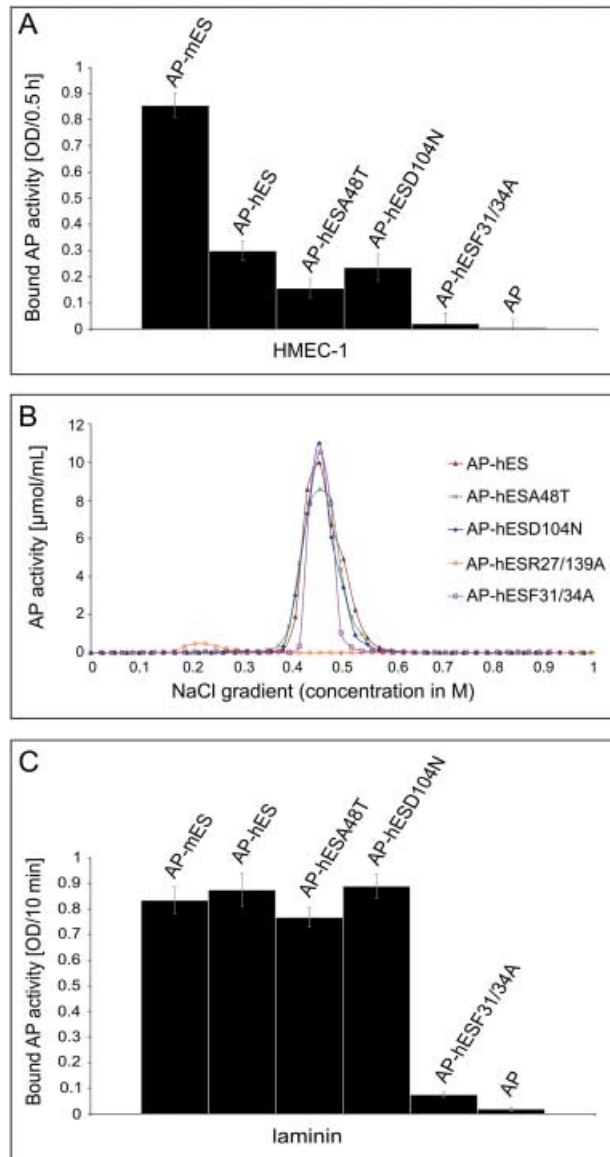 A
Bound AP activity [OD/0.5 h]
1
0.9
0.8
0.7
0.6
0.5
0.4
0.3
0.2
0.1
0
AP-mES
AP-hES
AP-hESA48T
AP-hESD104N
AP-hESF31/34A
AP
HMEC-1
B
AP activity [µmol/mL]
12
10
8
6
4
2
0
AP-hES
AP-hESA48T
AP-hESD104N
AP-hESR27/139A
AP-hESF31/34A
0 0.1 0.2 0.3 0.4 0.5 0.6 0.7 0.8 0.9 1
NaCl gradient (concentration in M)
C
Bound AP activity [OD/10 min]
1
0.9
0.8
0.7
0.6
0.5
0.4
0.3
0.2
0.1
0
AP-mES
AP-hES
AP-hESA48T
AP-hESD104N
AP-hESF31/34A
AP
laminin